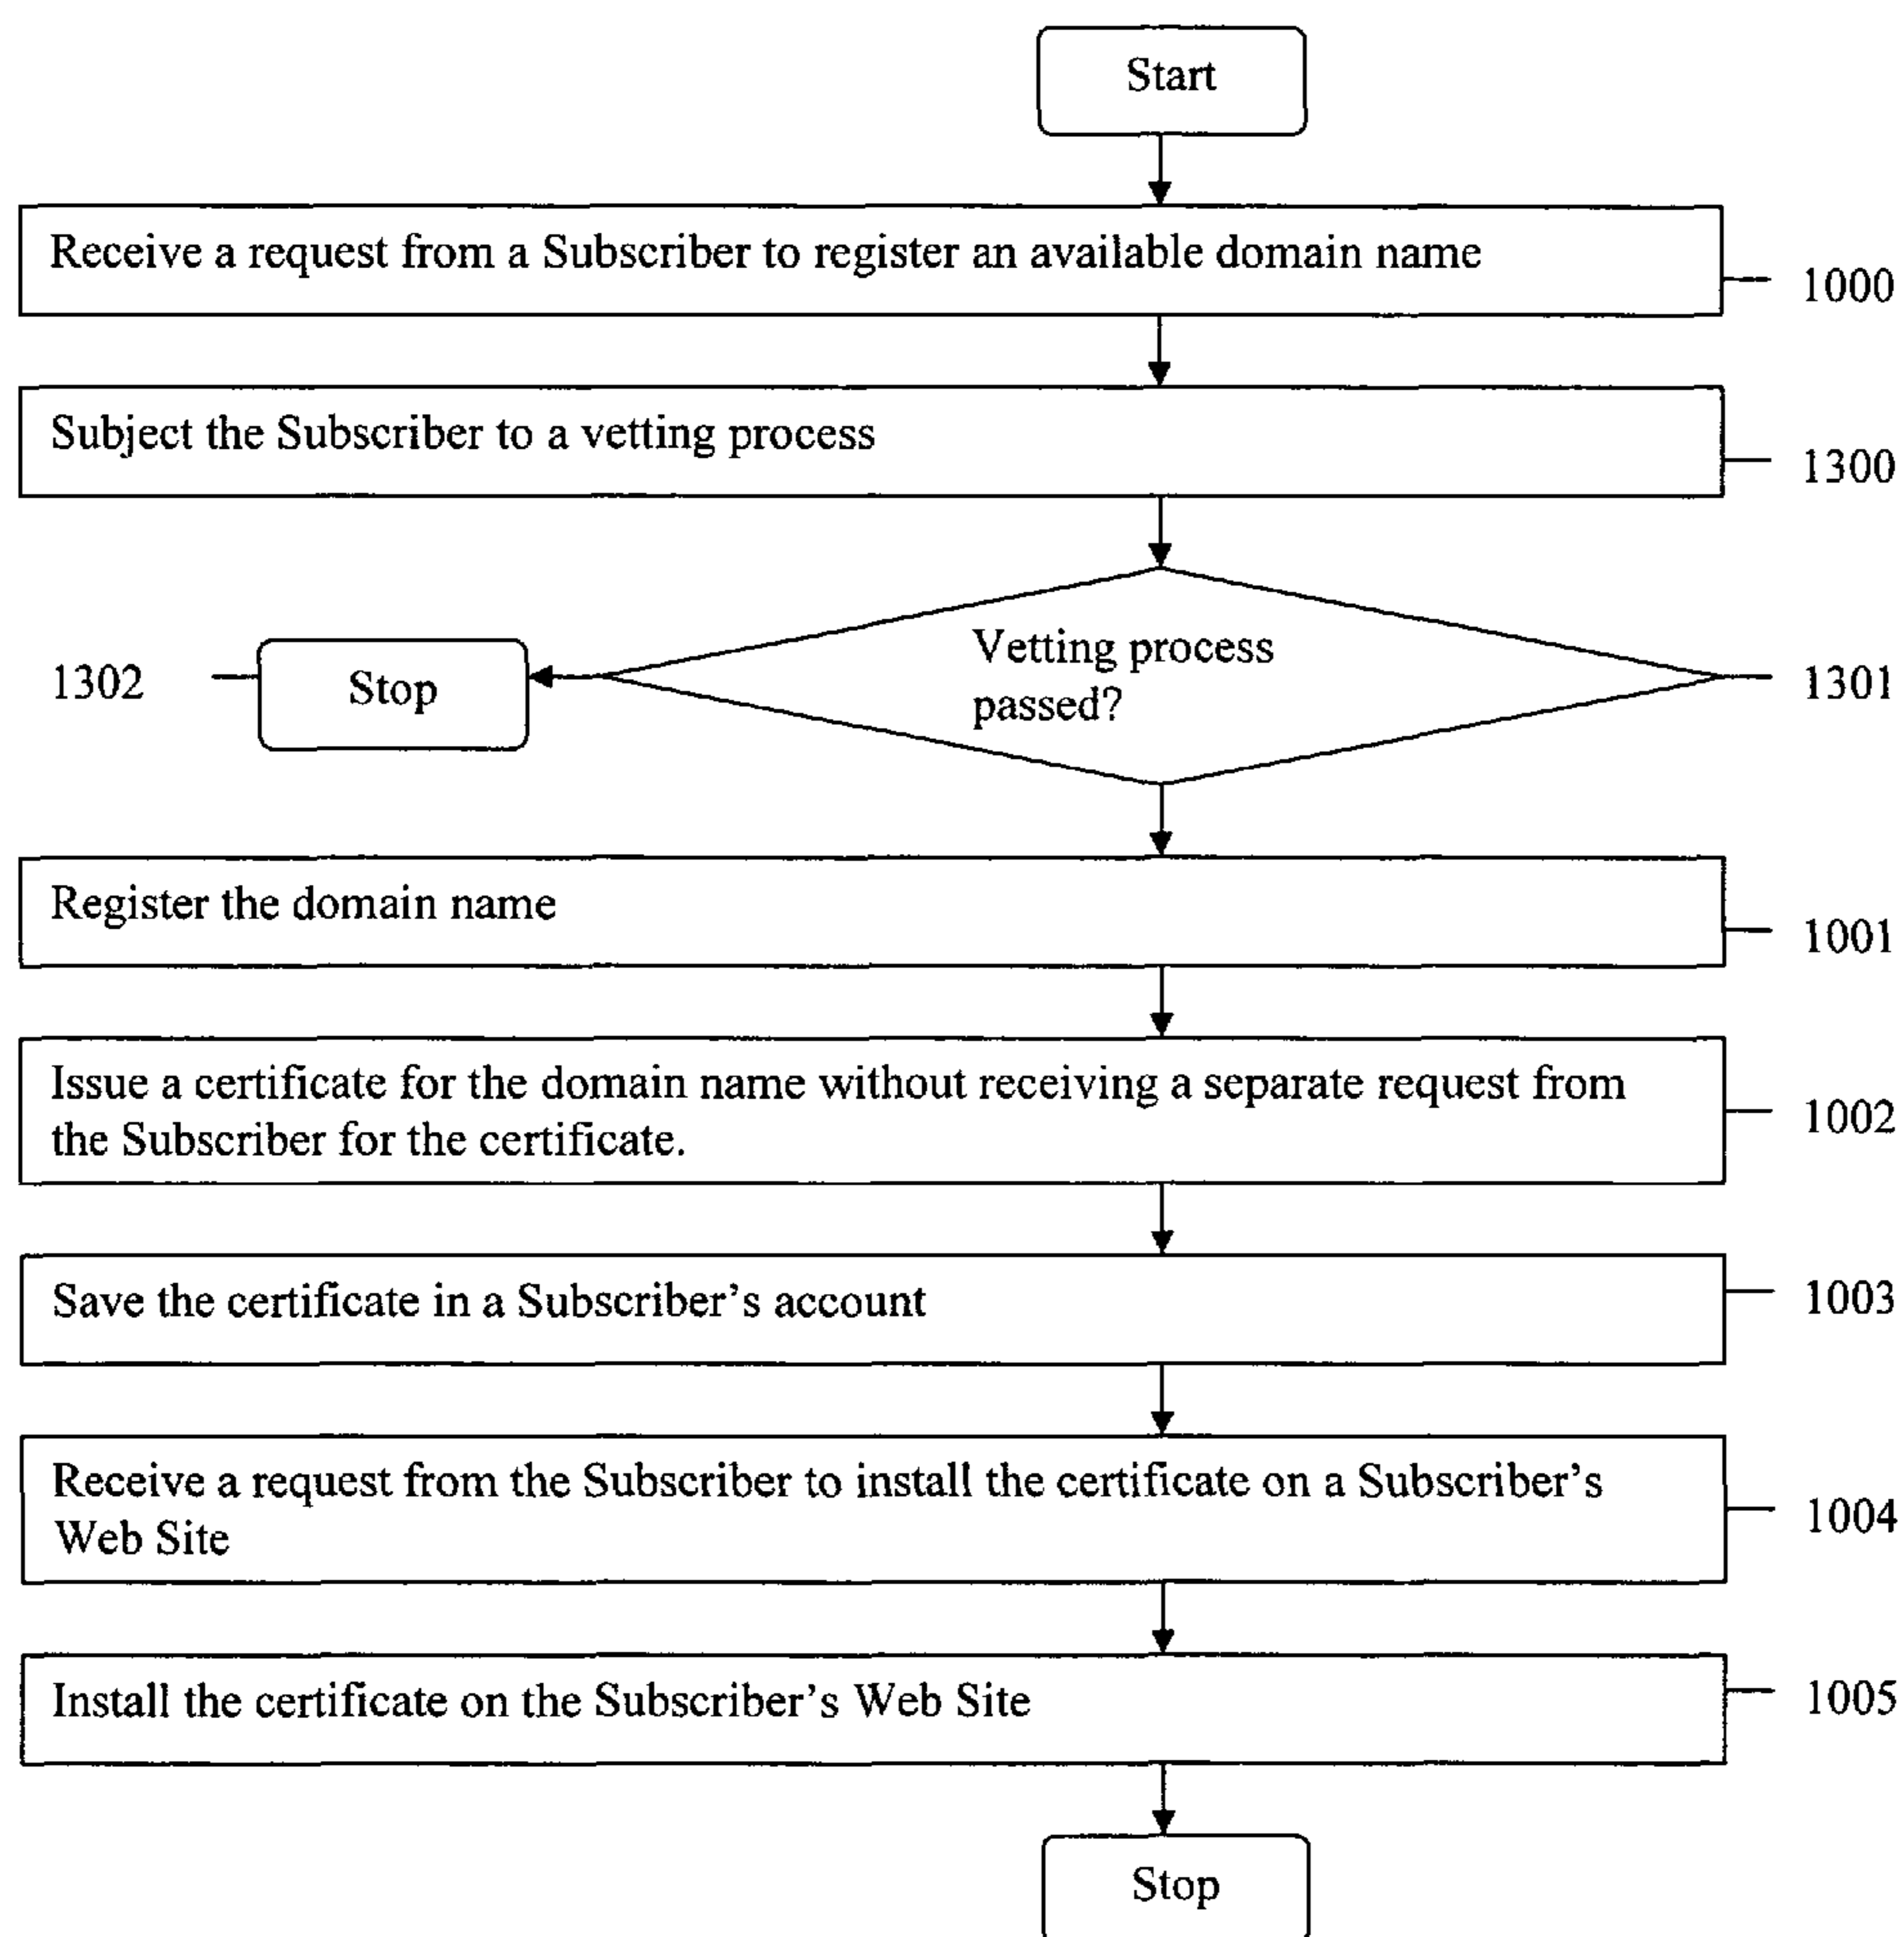 Start
Receive a request from a Subscriber to register an available domain name
1000
Subject the Subscriber to a vetting process
1300
1302
Stop
Vetting process
passed?
1301
Register the domain name
1001
Issue a certificate for the domain name without receiving a separate request from
the Subscriber for the certificate.
1002
Save the certificate in a Subscriber's account
1003
Receive a request from the Subscriber to install the certificate on a Subscriber's
Web Site
1004
Install the certificate on the Subscriber's Web Site
1005
Stop